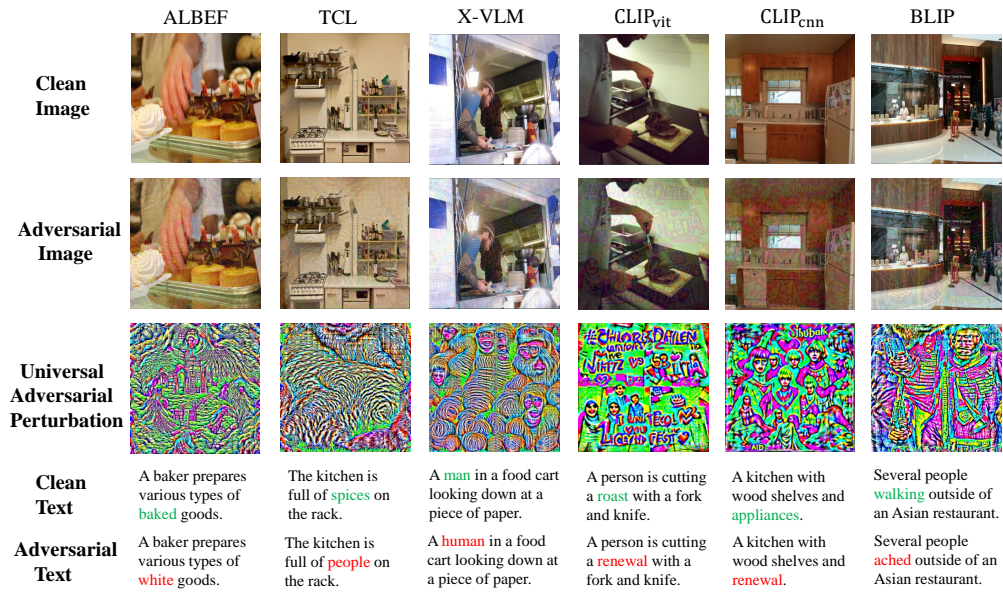 ALBEF TCL X-VLM CLIPvit CLIPcnn BLIP
Clean
Image
Adversarial
Image
Universal
Adversarial
Perturbation
Shubak
UNITECOL
YOU
FEST
Clean
Text
A baker prepares
various types of
baked goods.
The kitchen is
full of spices on
the rack.
A man in a food cart
looking down at a
piece of paper.
A person is cutting
a roast with a fork
and knife.
A kitchen with
wood shelves and
appliances.
Several people
walking outside of
an Asian restaurant.
Adversarial
Text
A baker prepares
various types of
white goods.
The kitchen is
full of people on
the rack.
A human in a food
cart looking down at
a piece of paper.
A person is cutting
a renewal with a
fork and knife.
A kitchen with
wood shelves and
renewal.
Several people
ached outside of an
Asian restaurant.